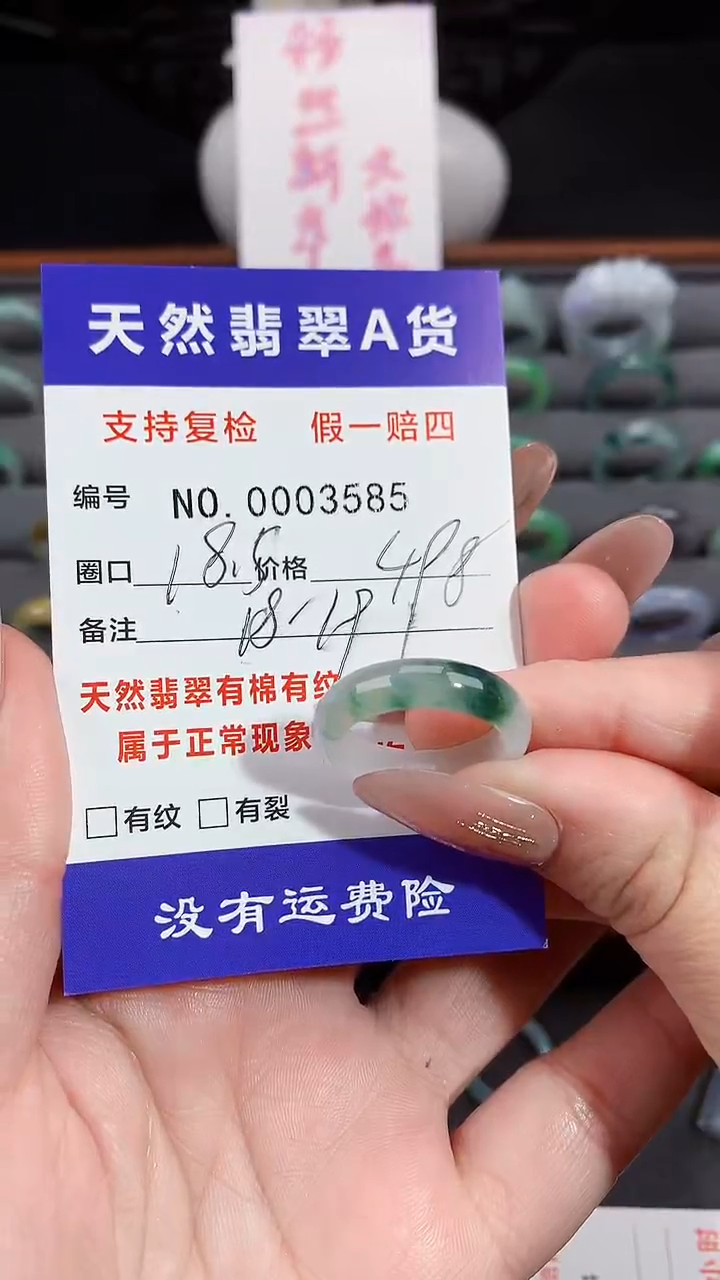 天然翡翠A货
支持复检 假一赔四
编号 NO.0003585
圈口 18.5 价格 498
备注 18-19
天然翡翠有棉有纹
属于正常现象
有纹 有裂
没有运费险